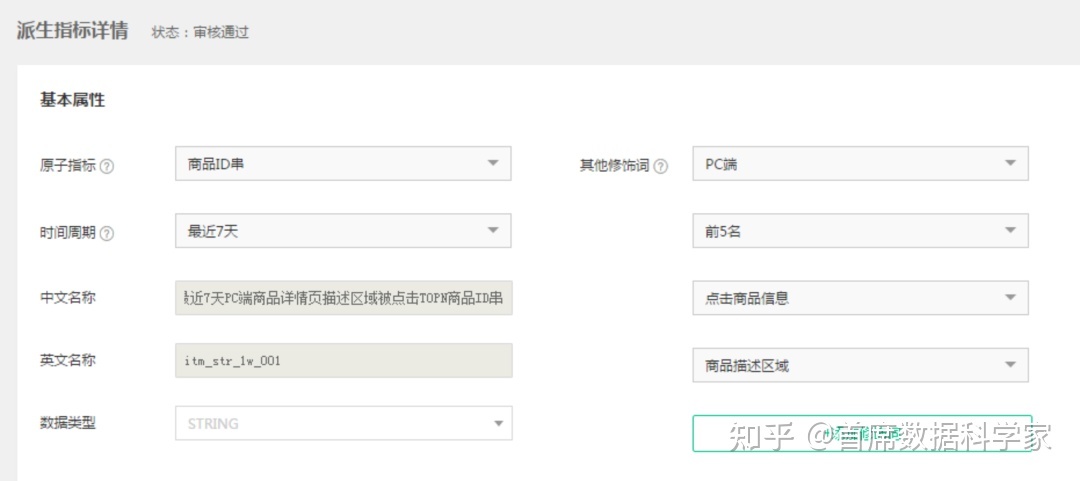 派生指标详情 状态：审核通过
基本属性
原子指标 ? 商品ID串 其他修饰词 ? PC端
时间周期 ? 最近7天 前5名
中文名称 最近7天PC端商品详情页描述区域被点击TOPN商品ID串 点击商品信息
英文名称 itm_str_1w_001 商品描述区域
数据类型 STRING
知乎 @首席数据科学家